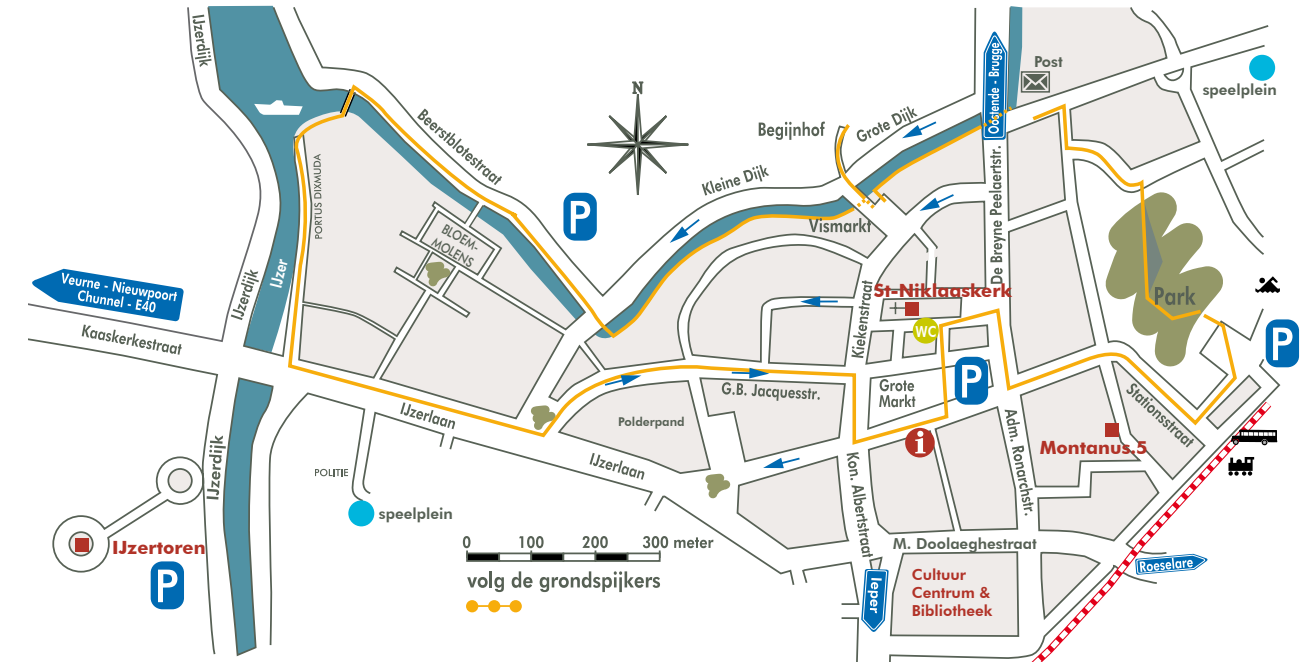 IJzerdijk
Beerstblotestraat
N
Begijnhof
Grote Dijk
Oostende - Brugge
Post
speelplein
Kleine Dijk
P
Vismarkt
De Breyne Peelaertstr.
PORTUS DIXMUDA
BLOEM-
MOLENS
IJzer
IJzerdijk
Veurne - Nieuwpoort
Chunnel - E40
Kaaskerkestraat
St-Niklaaskerk
WC
Kiekenstraat
Park
P
P
G.B. Jacquesstr.
Grote
Markt
IJzerlaan
Polderpand
i
Stationsstraat
Montanus.5
Adm. Ronarchstr.
IJzerlaan
Kon. Albertstraat
POLITIE
speelplein
IJzerdijk
IJzertoren
P
0 100 200 300 meter
volg de grondspijkers
M. Doolaeghestraat
Roeselare
Ieper
Cultuur
Centrum &
Bibliotheek